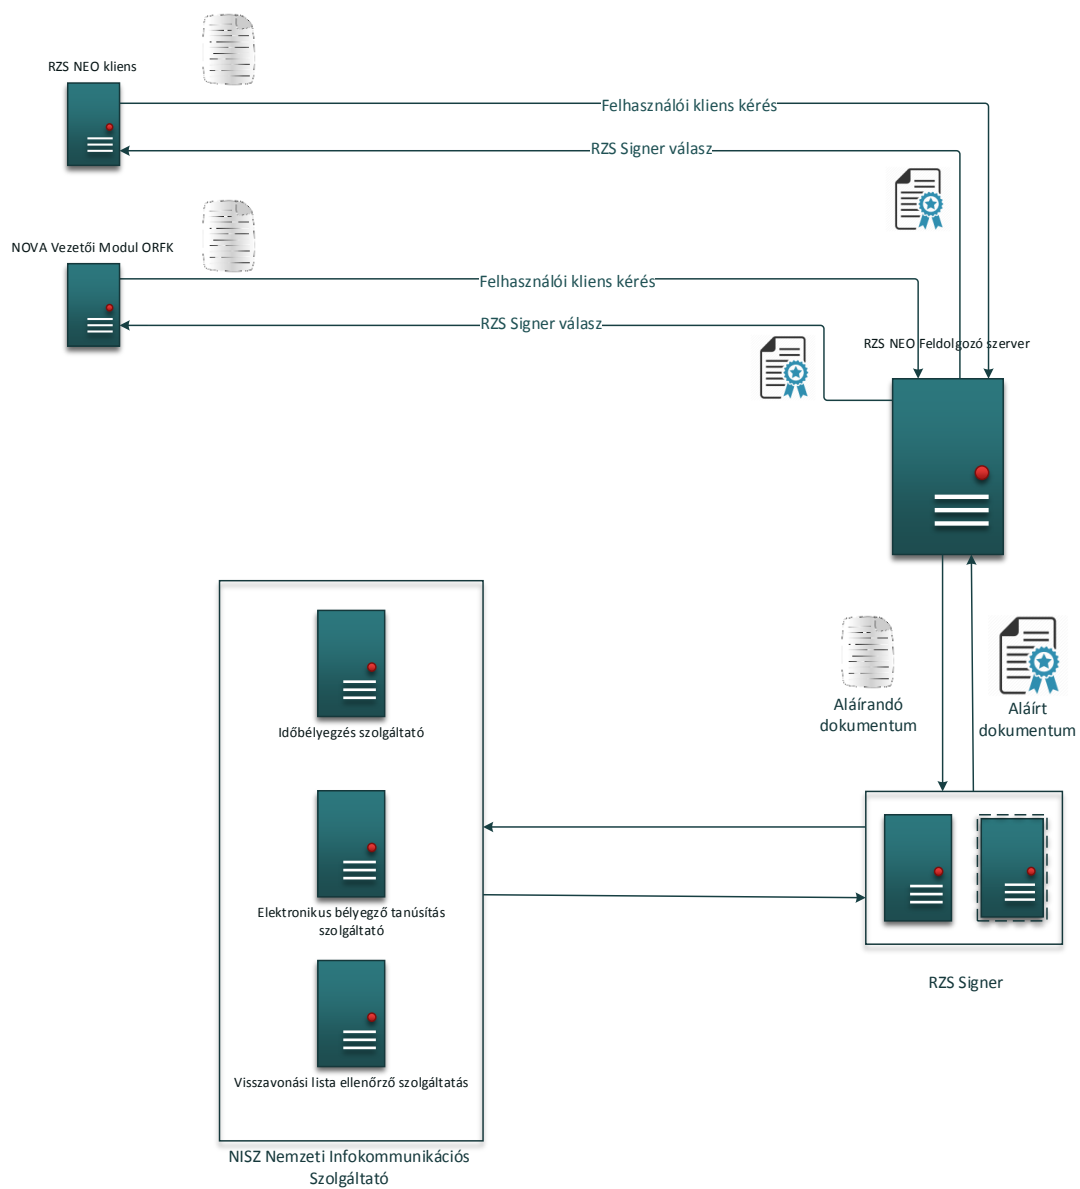 RZS NEO kliens
Felhasználói kliens kérés
RZS Signer válasz
NOVA Vezetői Modul ORFK
Felhasználói kliens kérés
RZS Signer válasz
RZS NEO Feldolgozó szerver
Aláírandó
dokumentum
Aláírt
dokumentum
Időbélyegzés szolgáltató
Elektronikus bélyegző tanúsítás
szolgáltató
RZS Signer
Visszavonási lista ellenőrző szolgáltatás
NISZ Nemzeti Infokommunikációs
Szolgáltató